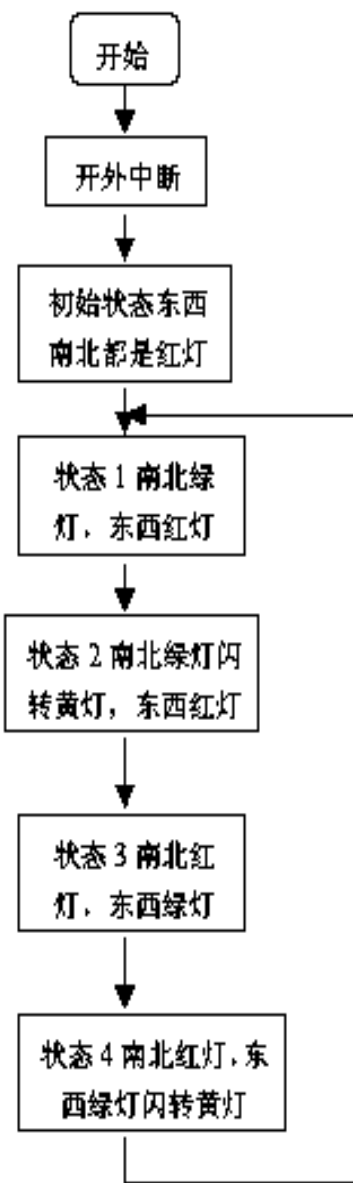 开始
开外中断
初始状态东西
南北都是红灯
状态1南北绿
灯，东西红灯
状态2南北绿灯闪
转黄灯，东西红灯
状态3南北红
灯、东西绿灯
状态4南北红灯、东
西绿灯闪转黄灯